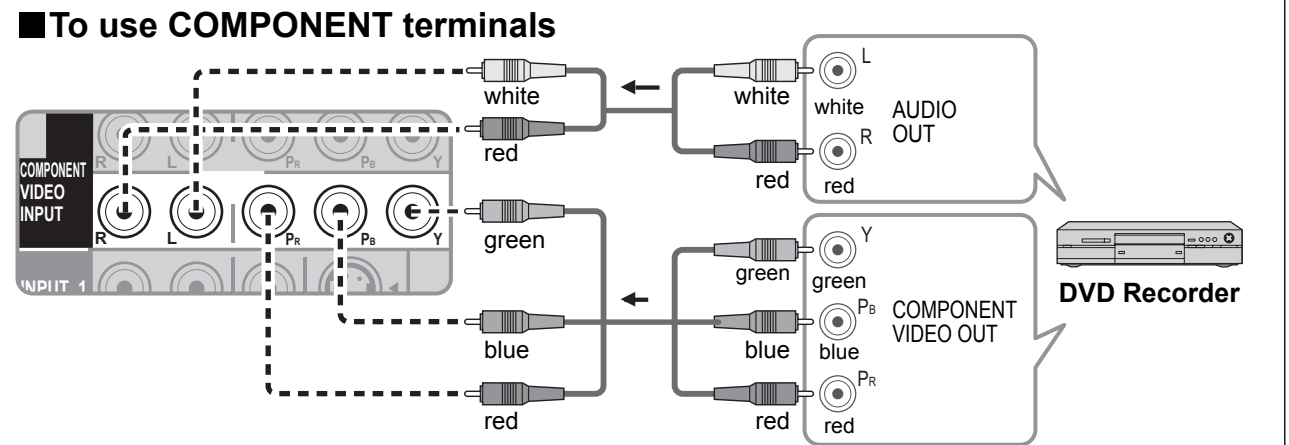 ■To use COMPONENT terminals
white
red
white
red
L
white
R
red
AUDIO
OUT
R
L
PR
PB
Y
COMPONENT
VIDEO
INPUT
R
L
PR
PB
Y
INPUT 1
green
blue
red
green
blue
red
Y
green
PB
blue
PR
red
COMPONENT
VIDEO OUT
DVD Recorder